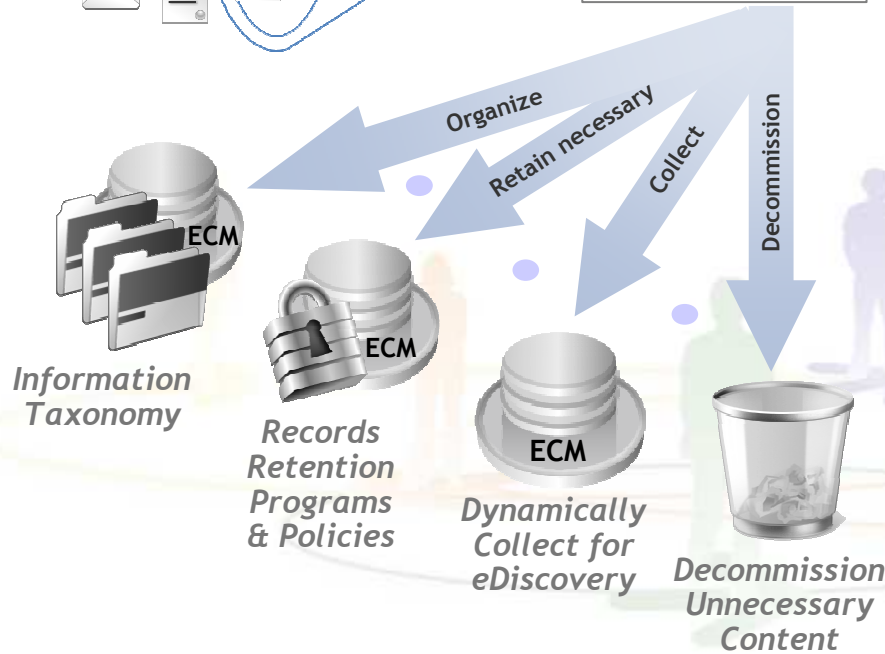 Organize
Retain necessary
Collect
Decommission
ECM
Information
Taxonomy
ECM
Records
Retention
Programs
& Policies
ECM
Dynamically
Collect for
eDiscovery
Decommission
Unnecessary
Content